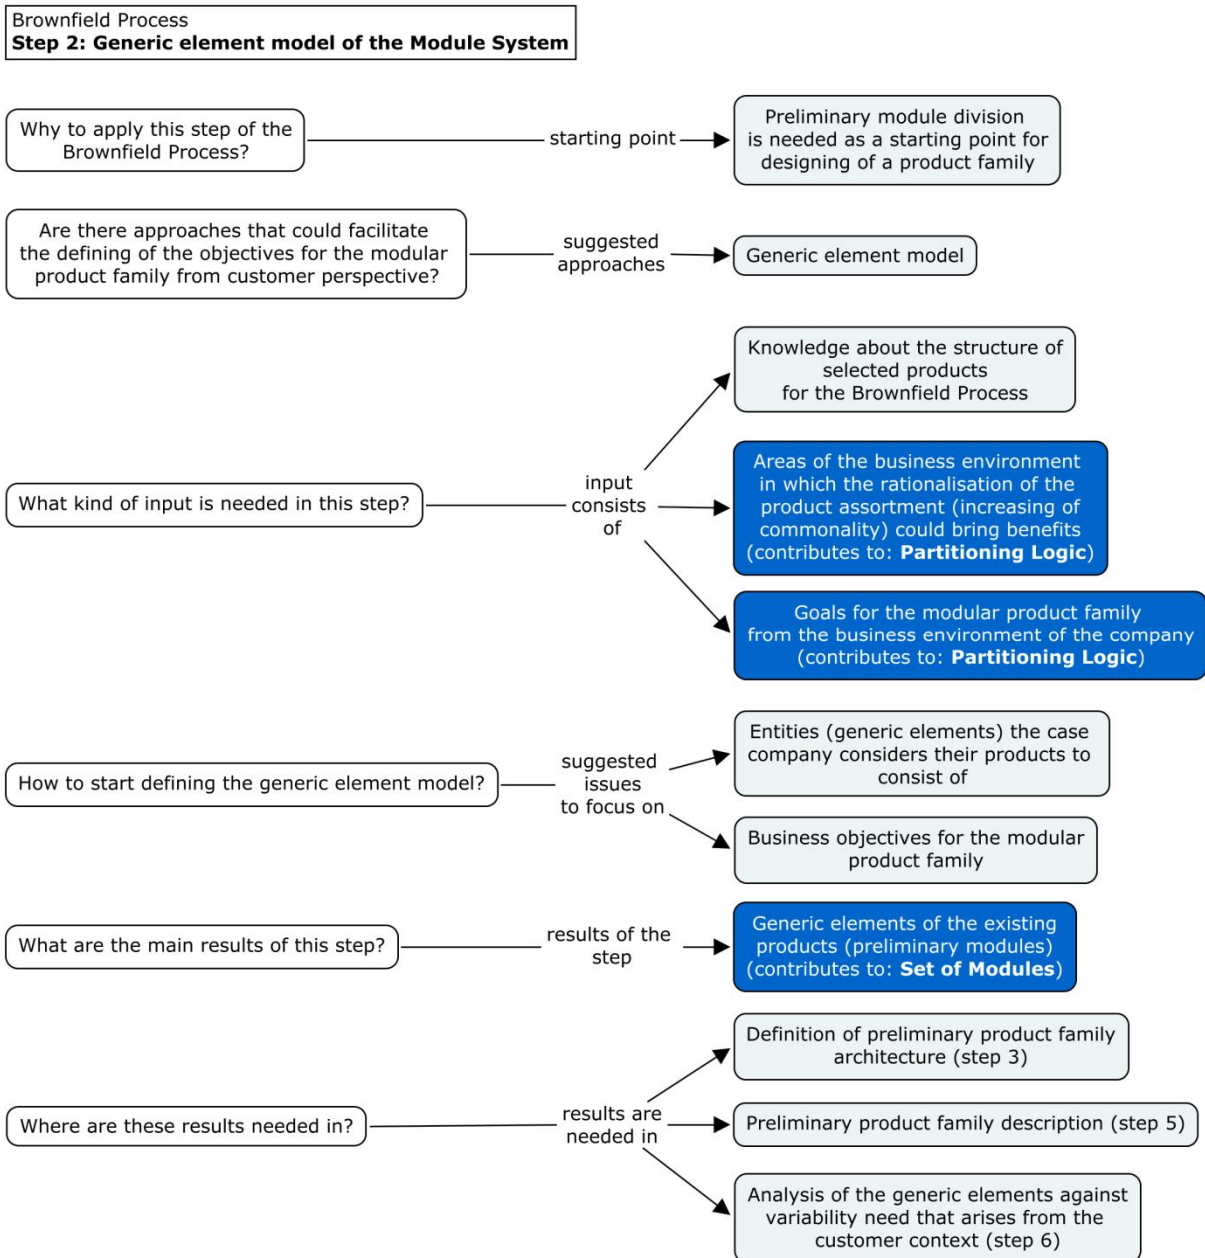 Brownfield Process
Step 2: Generic element model of the Module System
Why to apply this step of the
Brownfield Process?
starting point
Preliminary module division
is needed as a starting point for
designing of a product family
Are there approaches that could facilitate
the defining of the objectives for the modular
product family from customer perspective?
suggested
approaches
Generic element model
What kind of input is needed in this step?
input
consists
of
Knowledge about the structure of
selected products
for the Brownfield Process
Areas of the business environment
in which the rationalisation of the
product assortment (increasing of
commonality) could bring benefits
(contributes to: Partitioning Logic)
Goals for the modular product family
from the business environment of the company
(contributes to: Partitioning Logic)
How to start defining the generic element model?
suggested
issues
to focus on
Entities (generic elements) the case
company considers their products to
consist of
Business objectives for the modular
product family
What are the main results of this step?
results of the
step
Generic elements of the existing
products (preliminary modules)
(contributes to: Set of Modules)
Where are these results needed in?
results are
needed in
Definition of preliminary product family
architecture (step 3)
Preliminary product family description (step 5)
Analysis of the generic elements against
variability need that arises from the
customer context (step 6)